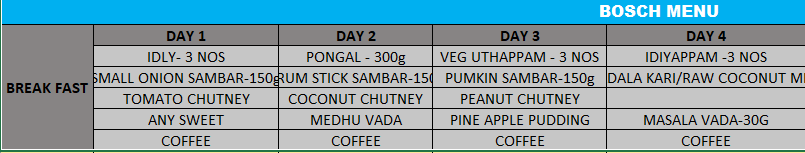 BOSCH MENU
DAY 1 DAY 2 DAY 3 DAY 4
IDLY- 3 NOS PONGAL - 300g VEG UTHAPPAM - 3 NOS IDIYAPPAM -3 NOS
BREAK FAST
SMALL ONION SAMBAR-150g RUM STICK SAMBAR-150 PUMKIN SAMBAR-150g DALA KARI/RAW COCONUT
TOMATO CHUTNEY COCONUT CHUTNEY PEANUT CHUTNEY
ANY SWEET MEDHU VADA PINE APPLE PUDDING MASALA VADA-30G
COFFEE COFFEE COFFEE COFFEE